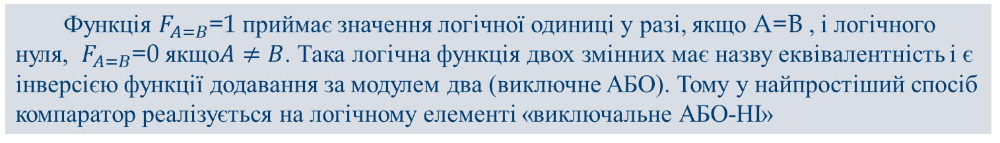 Функція F_{A=B}=1 приймає значення логічної одиниці у разі, якщо A=B , і логічного
нуля, F_{A=B}=0 якщоA ≠ B. Така логічна функція двох змінних має назву еквівалентність і є
інверсією функції додавання за модулем два (виключне АБО). Тому у найпростіший спосіб
компаратор реалізується на логічному елементі «виключальне АБО-НІ»